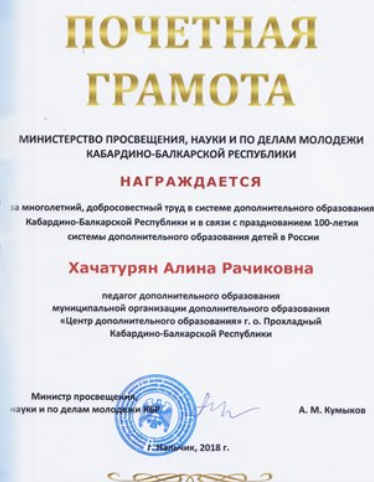 ПОЧЕТНАЯ
ГРАМОТА
МИНИСТЕРСТВО ПРОСВЕЩЕНИЯ, НАУКИ И ПО ДЕЛАМ МОЛОДЕЖИ
КАБАРДИНО-БАЛКАРСКОЙ РЕСПУБЛИКИ
НАГРАЖДАЕТСЯ
за многолетний, добросовестный труд в системе дополнительного образования
Кабардино-Балкарской Республики и в связи с празднованием 100-летия
системы дополнительного образования детей в России
Хачатурян Алина Рачиковна
педагог дополнительного образования
муниципальной организации дополнительного образования
«Центр дополнительного образования» г. о. Прохладный
Кабардино-Балкарской Республики
Министр просвещения,
науки и по делам молодежи КБР
А. М. Кумыков
г. Нальчик, 2018 г.